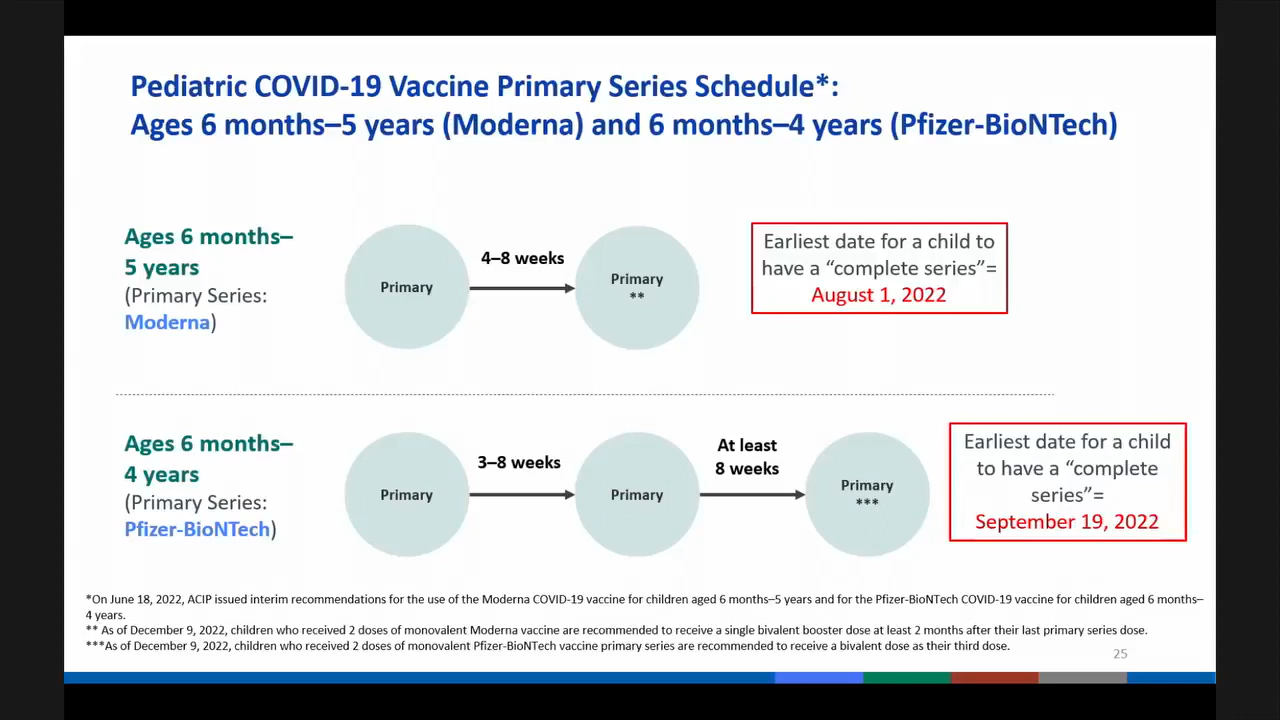 Pediatric COVID-19 Vaccine Primary Series Schedule*:
Ages 6 months–5 years (Moderna) and 6 months–4 years (Pfizer-BioNTech)
Ages 6 months–
5 years
(Primary Series:
Moderna)
Primary
4–8 weeks
Primary
**
Earliest date for a child to
have a “complete series”=
August 1, 2022
Ages 6 months–
4 years
(Primary Series:
Pfizer-BioNTech)
Primary
3–8 weeks
Primary
At least
8 weeks
Primary
***
Earliest date for a child
to have a “complete
series”=
September 19, 2022
*On June 18, 2022, ACIP issued interim recommendations for the use of the Moderna COVID-19 vaccine for children aged 6 months–5 years and for the Pfizer-BioNTech COVID-19 vaccine for children aged 6 months–
4 years.
** As of December 9, 2022, children who received 2 doses of monovalent Moderna vaccine are recommended to receive a single bivalent booster dose at least 2 months after their last primary series dose.
***As of December 9, 2022, children who received 2 doses of monovalent Pfizer-BioNTech vaccine primary series are recommended to receive a bivalent dose as their third dose.
25